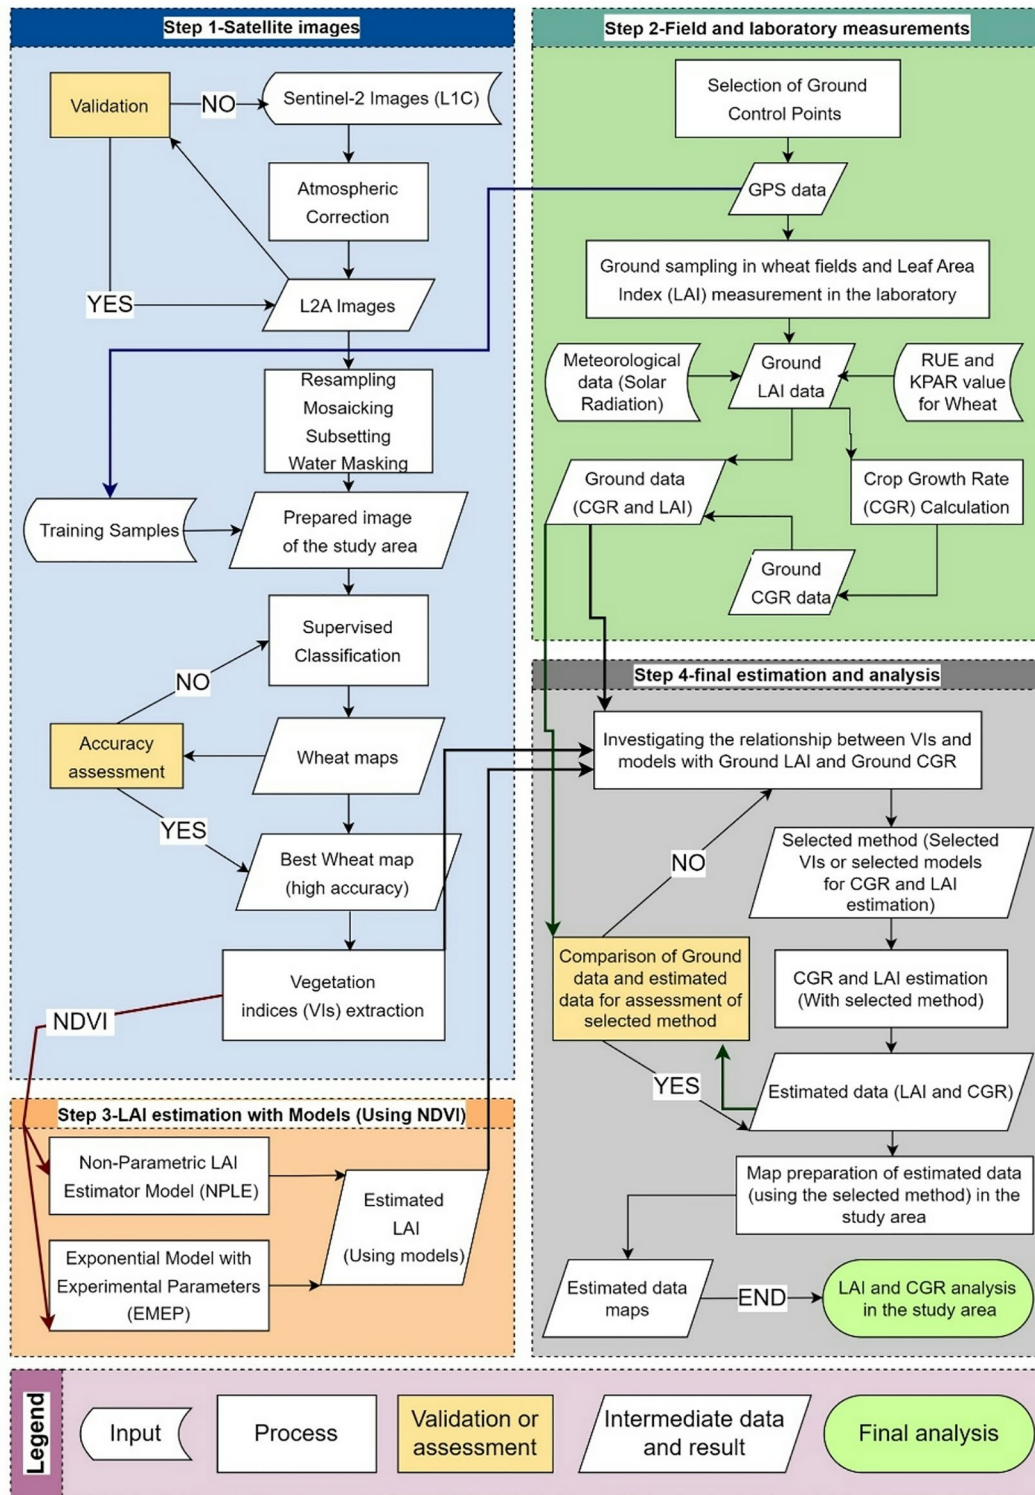 Step 1-Satellite images
Validation
NO
Sentinel-2 Images (L1C)
Atmospheric
Correction
YES
L2A Images
Resampling
Mosaicking
Subsetting
Water Masking
Training Samples
Prepared image
of the study area
Supervised
Classification
NO
Accuracy
assessment
Wheat maps
YES
Best Wheat map
(high accuracy)
Vegetation
indices (VIs) extraction
NDVI
Step 2-Field and laboratory measurements
Selection of Ground
Control Points
GPS data
Ground sampling in wheat fields and Leaf Area
Index (LAI) measurement in the laboratory
Meteorological
data (Solar
Radiation)
Ground
LAI data
RUE and
KPAR value
for Wheat
Ground data
(CGR and LAI)
Crop Growth Rate
(CGR) Calculation
Ground
CGR data
Step 3-LAI estimation with Models (Using NDVI)
Non-Parametric LAI
Estimator Model (NPLE)
Estimated
LAI
(Using models)
Exponential Model with
Experimental Parameters
(EMEP)
Step 4-final estimation and analysis
Investigating the relationship between VIs and
models with Ground LAI and Ground CGR
NO
Selected method (Selected
VIs or selected models
for CGR and LAI
estimation)
Comparison of Ground
data and estimated
data for assessment of
selected method
CGR and LAI estimation
(With selected method)
YES
Estimated data (LAI and CGR)
Map preparation of estimated data
(using the selected method) in the
study area
Estimated data
maps
END
LAI and CGR analysis
in the study area
Legend
Input
Process
Validation or
assessment
Intermediate data
and result
Final analysis